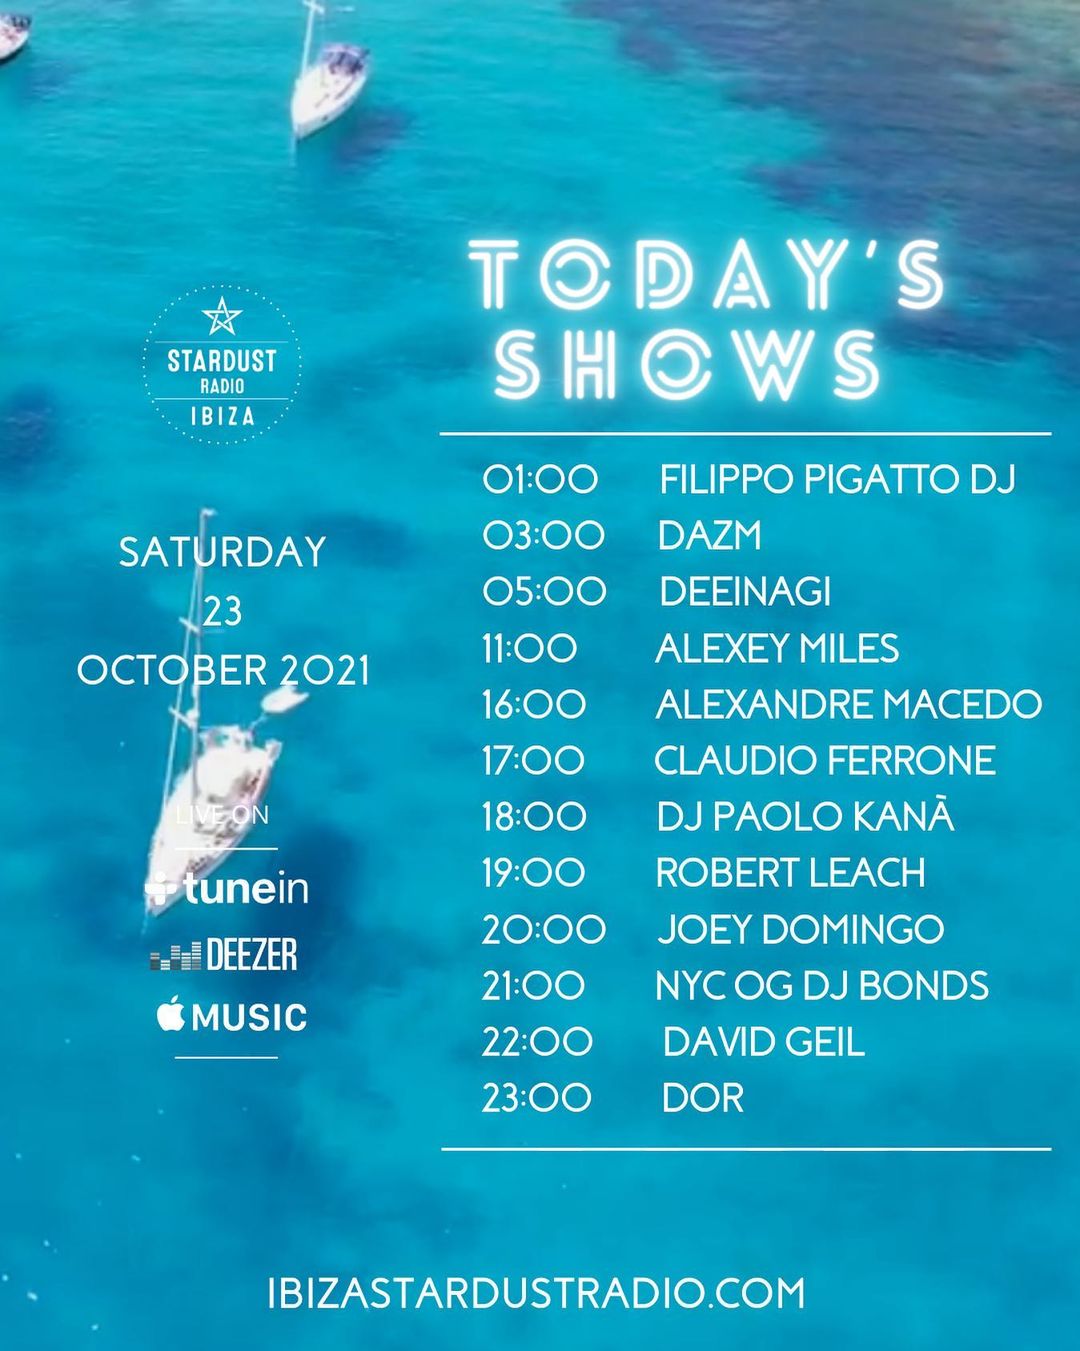 TODAY'S
SHOWS
STARDUST
RADIO
IBIZA
SATURDAY
23
OCTOBER 2021
LIVE ON
tunein
DEEZER
MUSIC
01:00 FILIPPO PIGATTO DJ
03:00 DAZM
05:00 DEEINAGI
11:00 ALEXEY MILES
16:00 ALEXANDRE MACEDO
17:00 CLAUDIO FERRONE
18:00 DJ PAOLO KANÀ
19:00 ROBERT LEACH
20:00 JOEY DOMINGO
21:00 NYC OG DJ BONDS
22:00 DAVID GEIL
23:00 DOR
IBIZASTARDUSTRADIO.COM